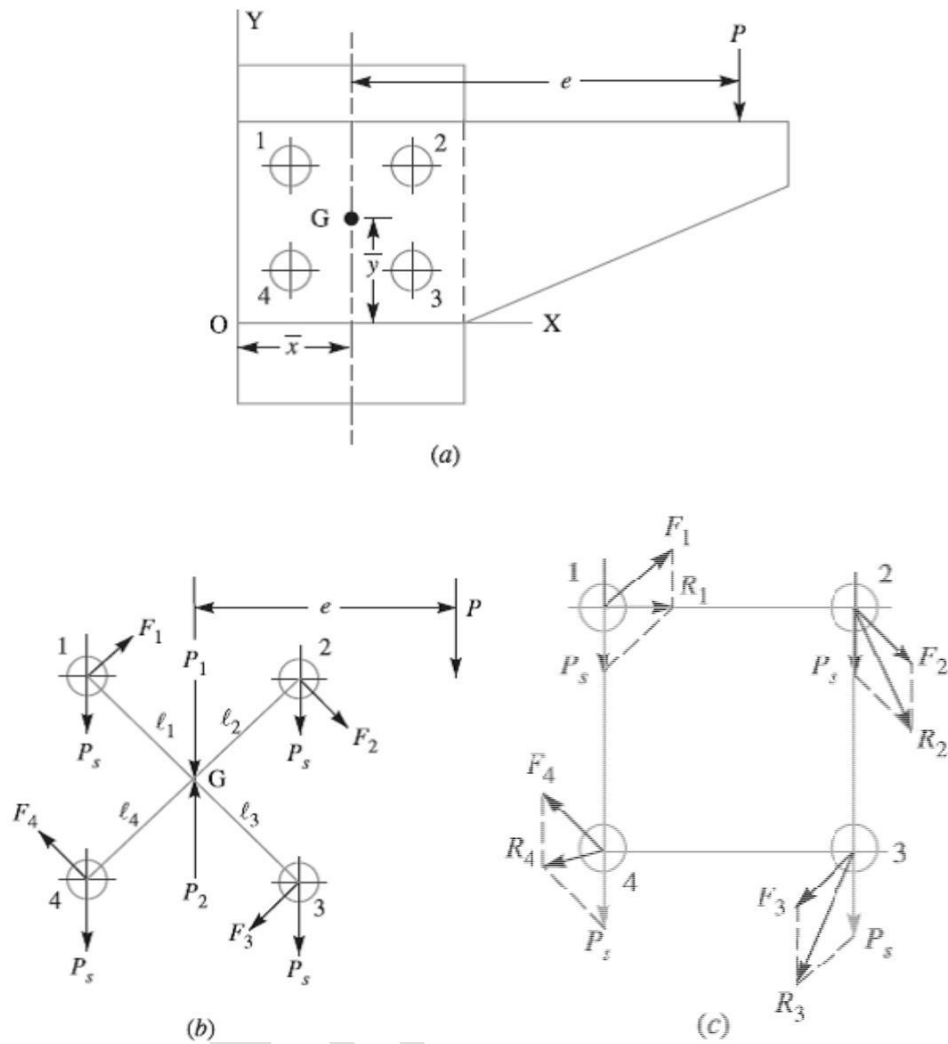 Y
P
e
1
2
G
ȳ
4
3
O
X
x̄
(a)
e
P
1
F₁
P₁
2
Pₛ
ℓ₁
ℓ₂
Pₛ
F₂
G
F₄
ℓ₄
ℓ₃
4
P₂
3
F₃
Pₛ
Pₛ
(b)
F₁
1
2
R₁
Pₛ
Pₛ
F₂
R₂
F₄
R₄
4
3
F₃
Pₛ
Pₛ
R₃
(c)